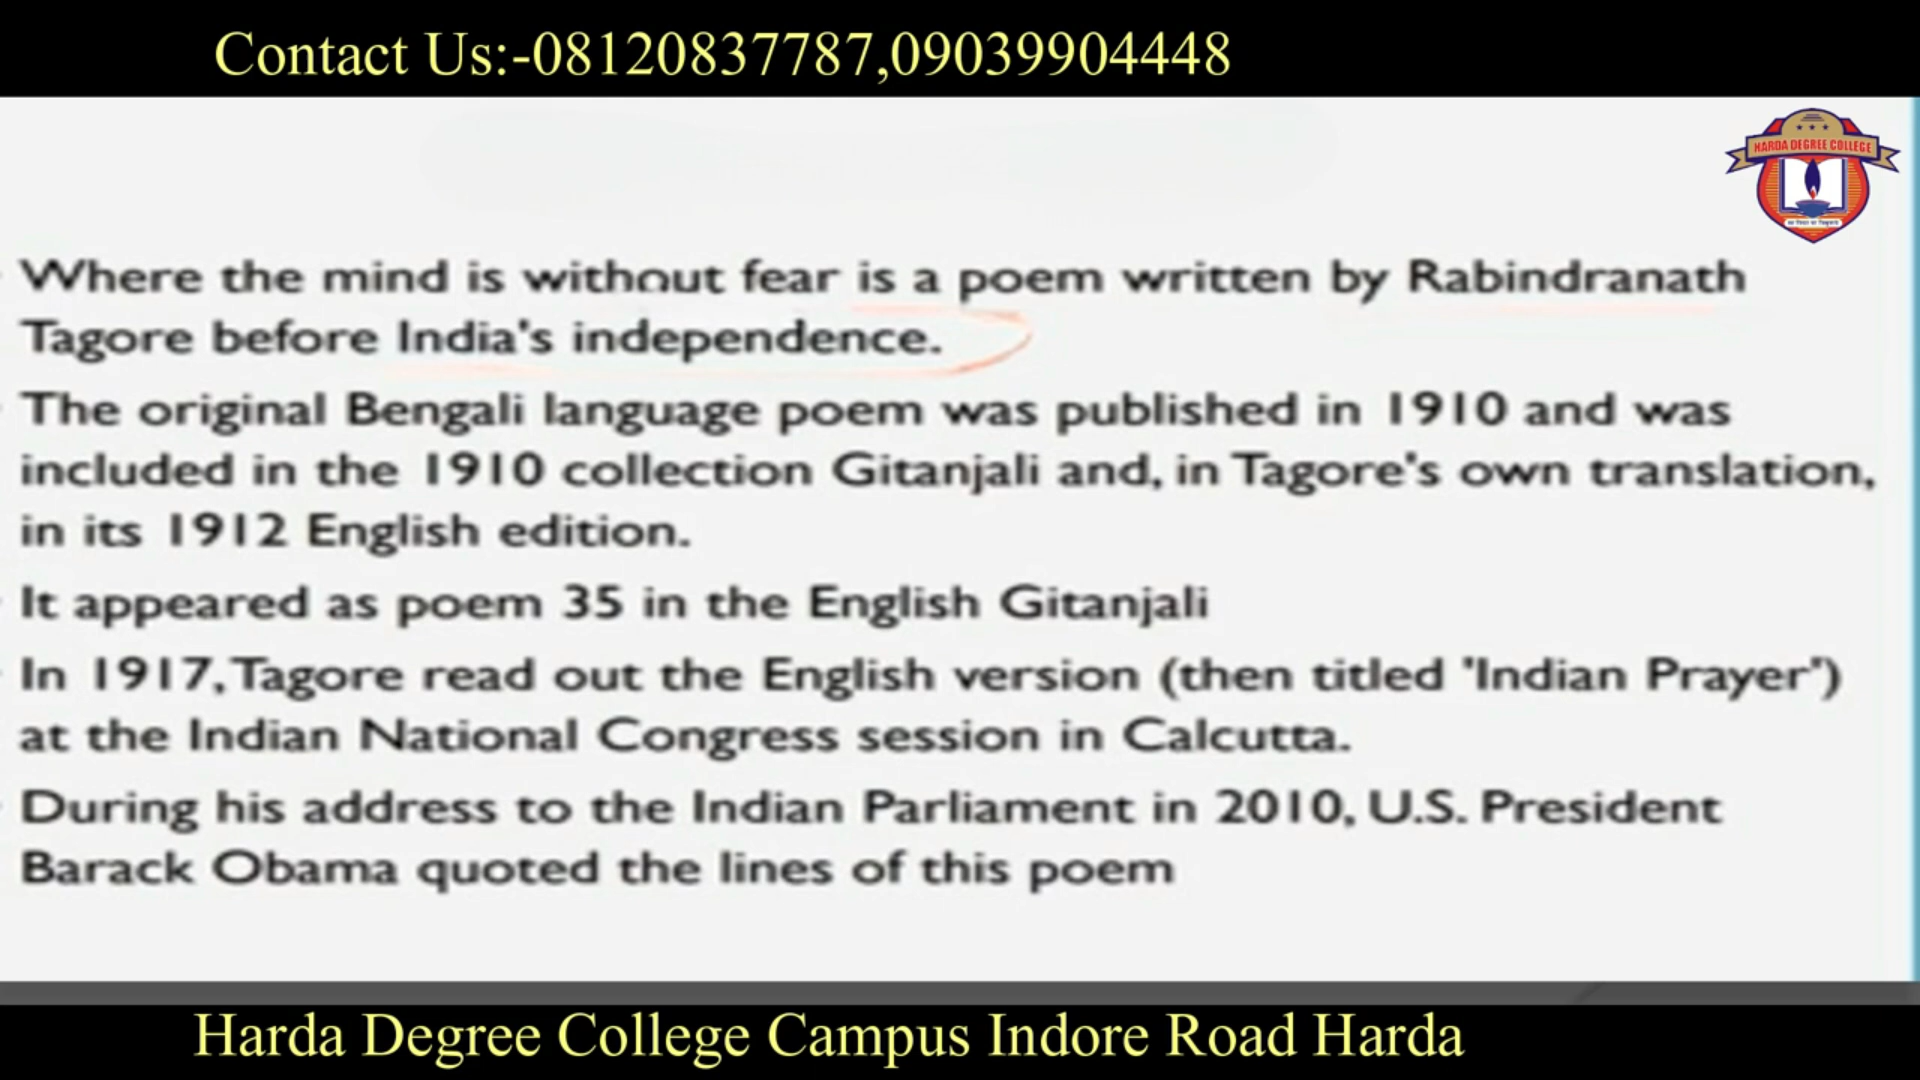 Contact Us:-08120837787,09039904448
HARDA DEGREE COLLEGE
Where the mind is without fear is a poem written by Rabindranath
Tagore before India's independence.
The original Bengali language poem was published in 1910 and was
included in the 1910 collection Gitanjali and, in Tagore's own translation,
in its 1912 English edition.
It appeared as poem 35 in the English Gitanjali
In 1917, Tagore read out the English version (then titled 'Indian Prayer')
at the Indian National Congress session in Calcutta.
During his address to the Indian Parliament in 2010, U.S. President
Barack Obama quoted the lines of this poem
Harda Degree College Campus Indore Road Harda